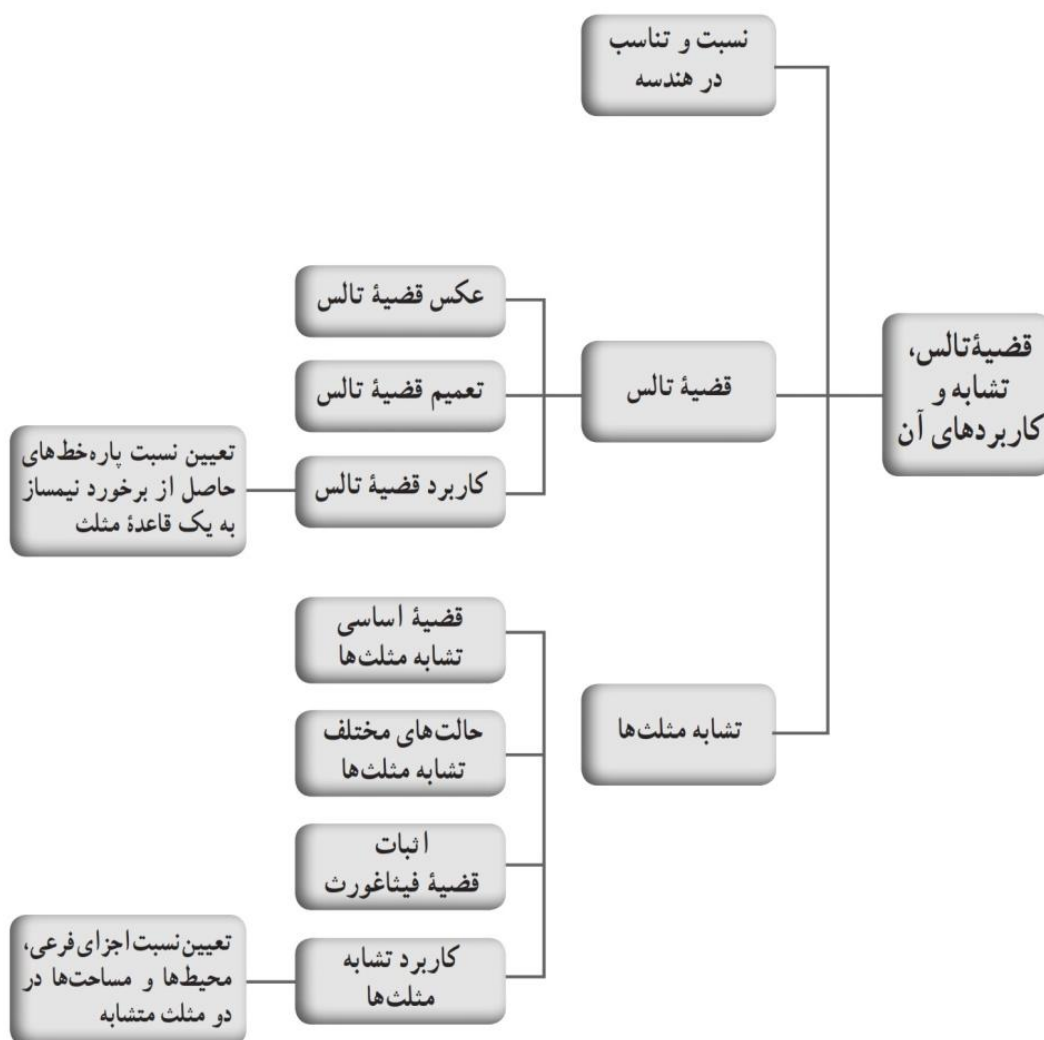 قضیهٔ تالس،
تشابه و
کاربردهای آن
نسبت و تناسب
در هندسه
قضیهٔ تالس
عکس قضیهٔ تالس
تعمیم قضیهٔ تالس
کاربرد قضیهٔ تالس
تعیین نسبت پاره‌خط‌های
حاصل از برخورد نیمساز
به یک قاعدهٔ مثلث
تشابه مثلث‌ها
قضیهٔ اساسی
تشابه مثلث‌ها
حالت‌های مختلف
تشابه مثلث‌ها
اثبات
قضیهٔ فیثاغورث
کاربرد تشابه
مثلث‌ها
تعیین نسبت اجزای فرعی،
محیط‌ها و مساحت‌ها در
دو مثلث متشابه